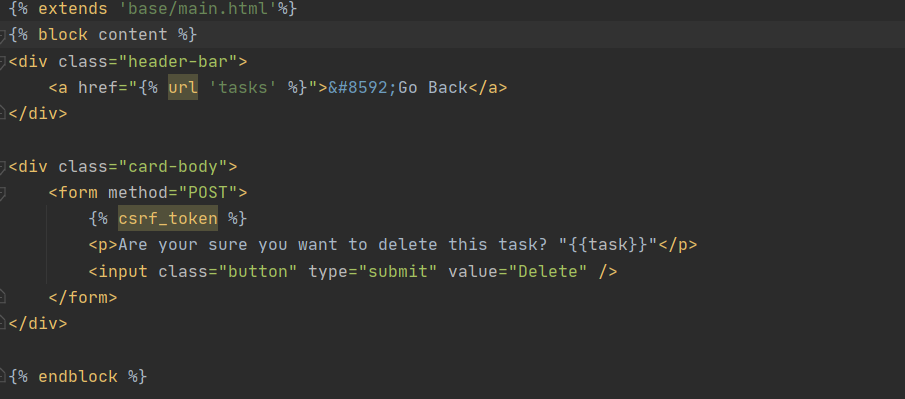 {% extends 'base/main.html'%}
{% block content %}
<div class="header-bar">
    <a href="{% url 'tasks' %}">&#8592;Go Back</a>
</div>

<div class="card-body">
    <form method="POST">
        {% csrf_token %}
        <p>Are your sure you want to delete this task? "{{task}}"</p>
        <input class="button" type="submit" value="Delete" />
    </form>
</div>

{% endblock %}